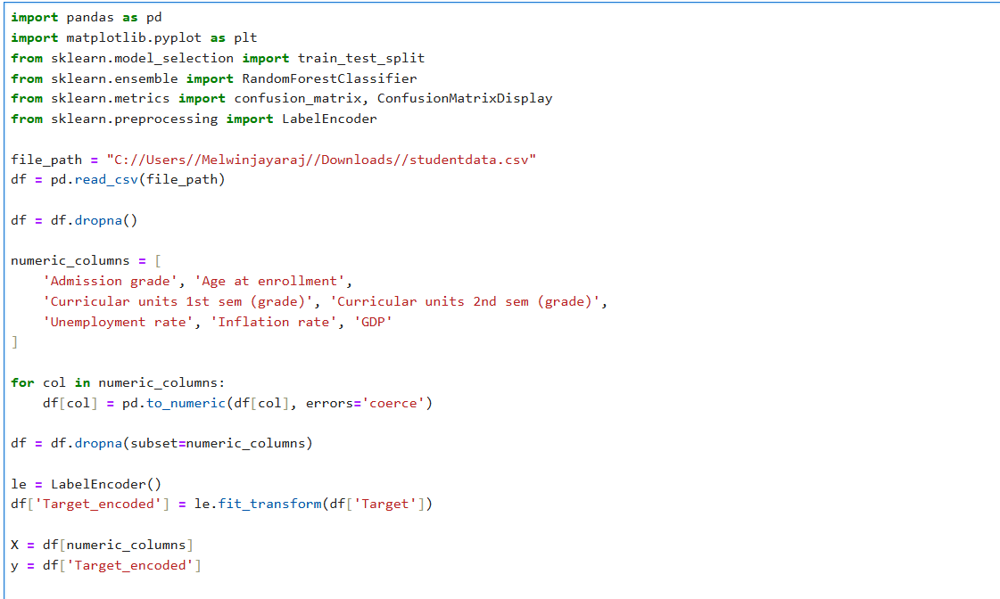 import pandas as pd
import matplotlib.pyplot as plt
from sklearn.model_selection import train_test_split
from sklearn.ensemble import RandomForestClassifier
from sklearn.metrics import confusion_matrix, ConfusionMatrixDisplay
from sklearn.preprocessing import LabelEncoder

file_path = "C://Users//Melwinjayaraj//Downloads//studentdata.csv"
df = pd.read_csv(file_path)

df = df.dropna()

numeric_columns = [
    'Admission grade', 'Age at enrollment',
    'Curricular units 1st sem (grade)', 'Curricular units 2nd sem (grade)',
    'Unemployment rate', 'Inflation rate', 'GDP'
]

for col in numeric_columns:
    df[col] = pd.to_numeric(df[col], errors='coerce')

df = df.dropna(subset=numeric_columns)

le = LabelEncoder()
df['Target_encoded'] = le.fit_transform(df['Target'])

X = df[numeric_columns]
y = df['Target_encoded']